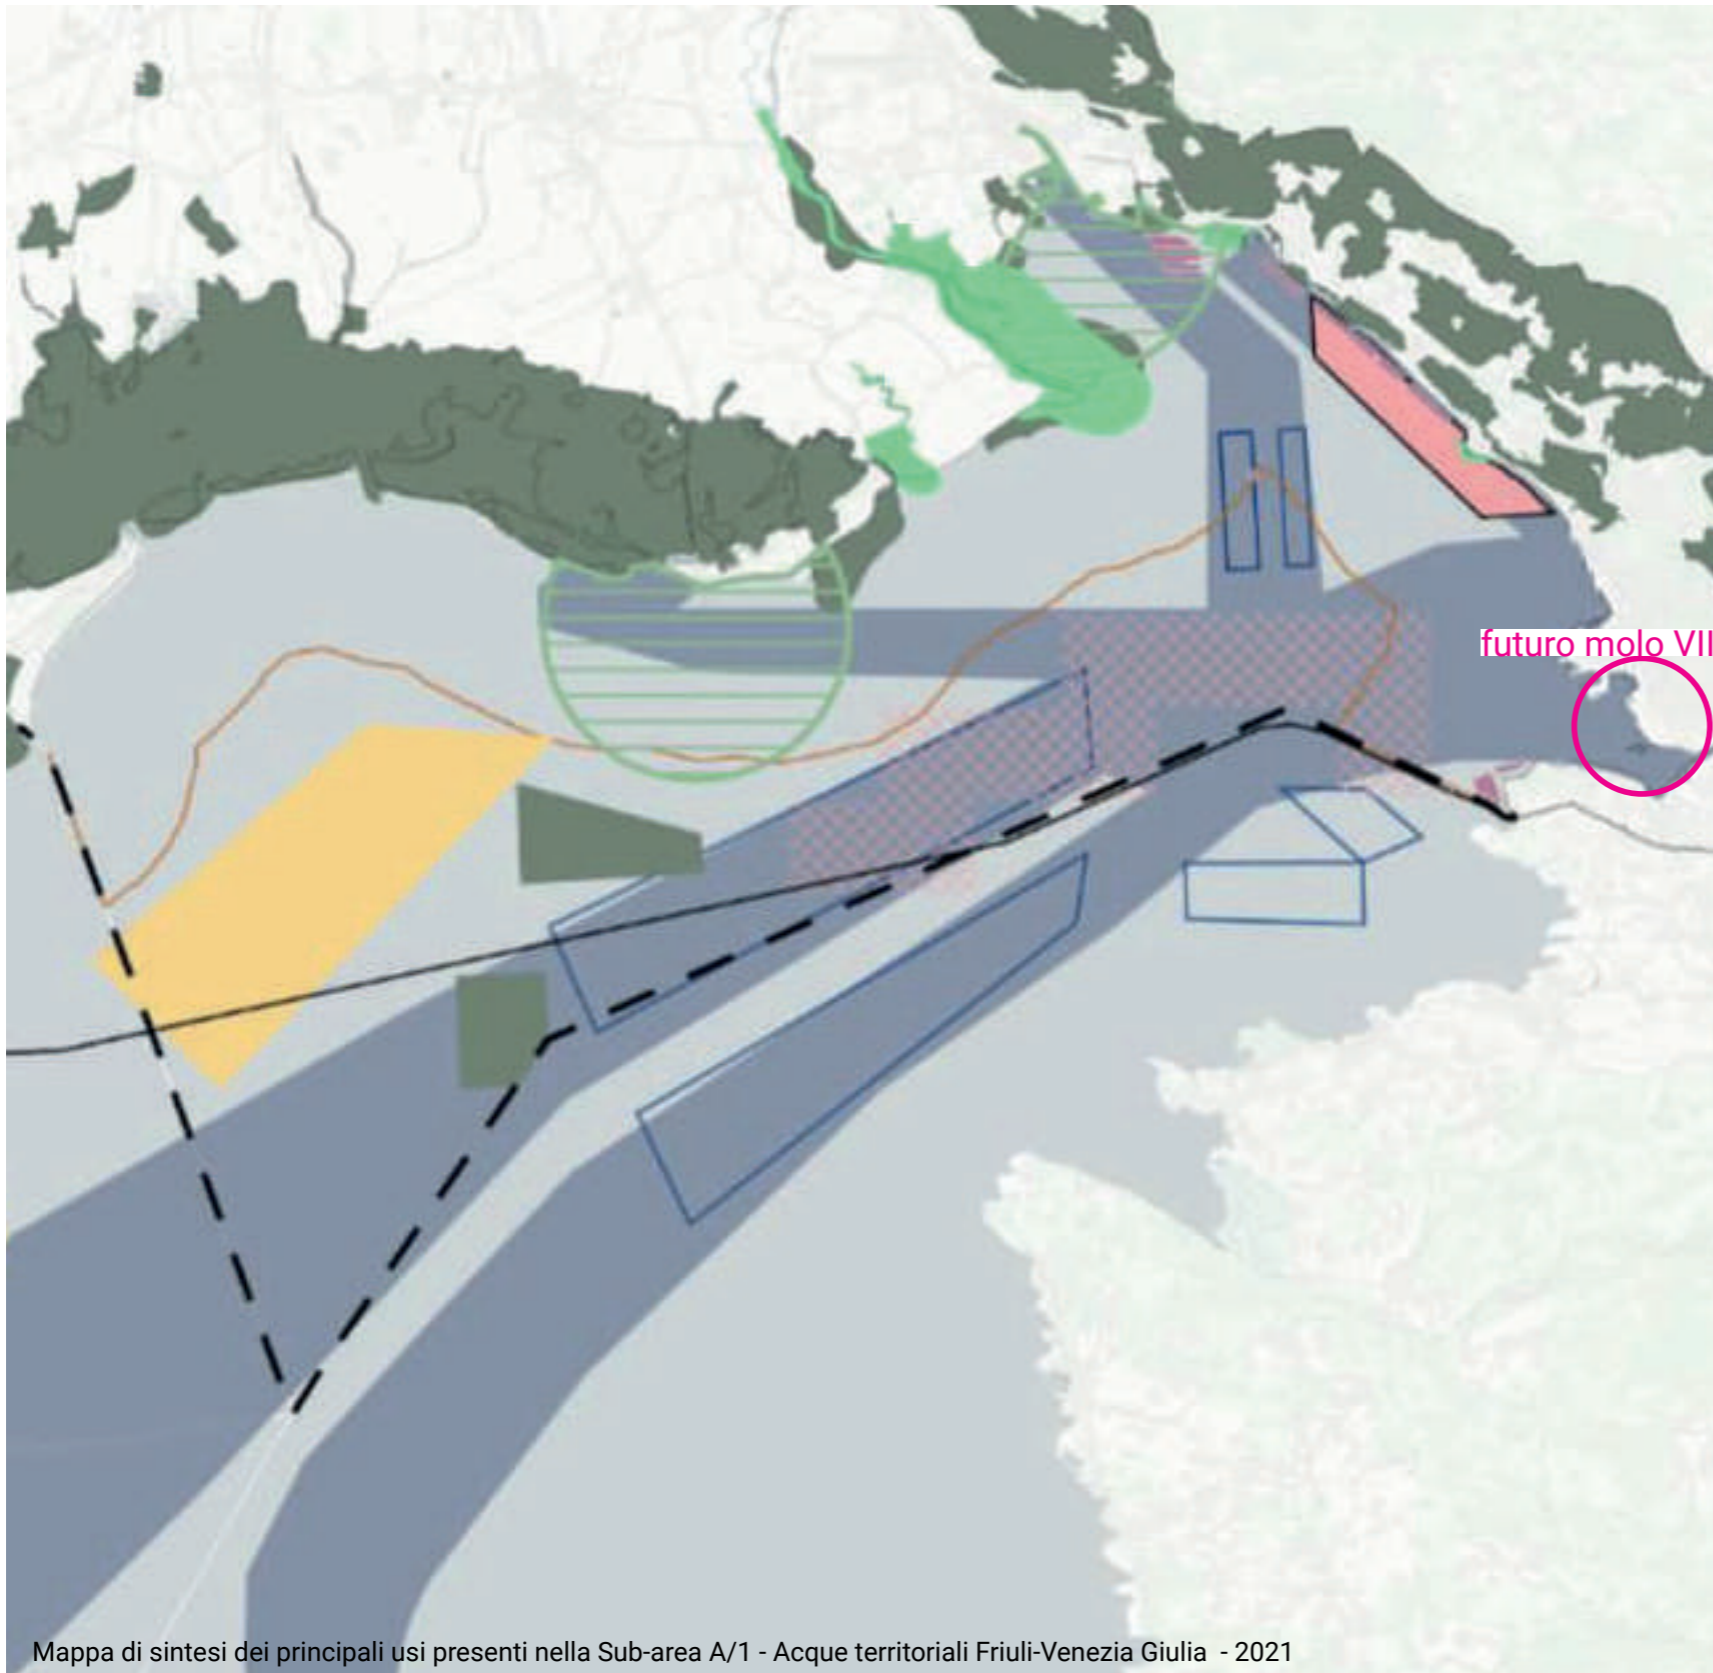 futuro molo VII
Mappa di sintesi dei principali usi presenti nella Sub-area A/1 - Acque territoriali Friuli-Venezia Giulia - 2021